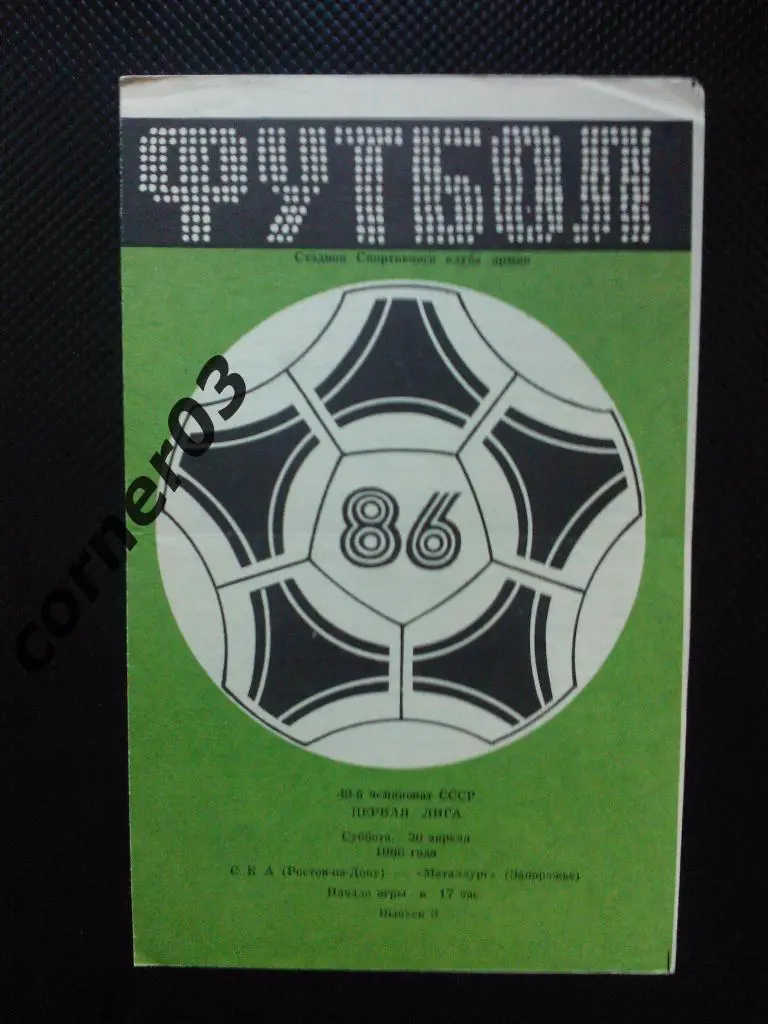 ФУТБОЛ
Стадион Спортивного клуба армии
86
49-й чемпионат СССР
ПЕРВАЯ ЛИГА
Суббота, 26 апреля
1986 года
С К А (Ростов-на-Дону) — «Металлург» (Запорожье)
Начало игры в 17 час.
Выпуск 3
corner03